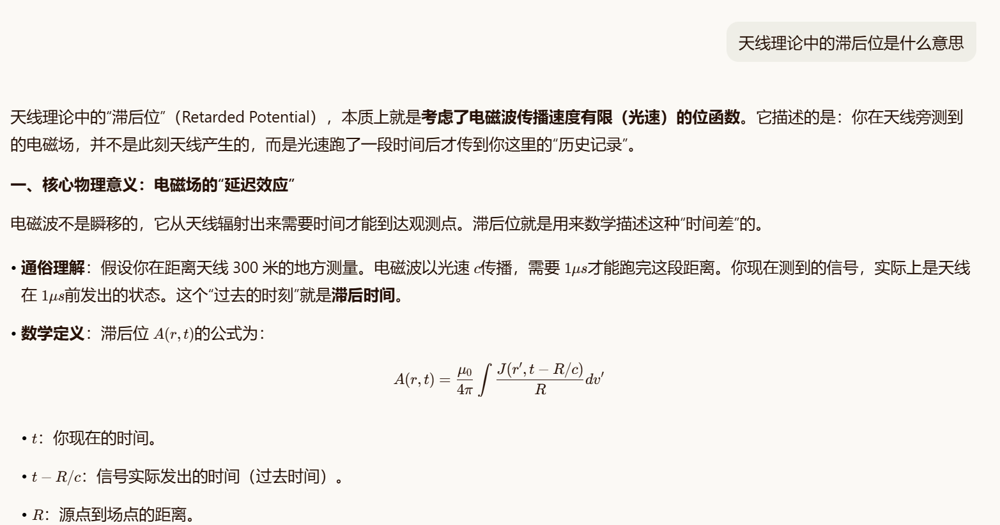 天线理论中的滞后位是什么意思
天线理论中的“滞后位”（Retarded Potential），本质上就是考虑了电磁波传播速度有限（光速）的位函数。它描述的是：你在天线旁测到
的电磁场，并不是此刻天线产生的，而是光速跑了一段时间后才传到你这里的“历史记录”。
一、核心物理意义：电磁场的“延迟效应”
电磁波不是瞬移的，它从天线辐射出来需要时间才能到达观测点。滞后位就是用来数学描述这种“时间差”的。
• 通俗理解：假设你在距离天线 300 米的地方测量。电磁波以光速 c传播，需要 1μs才能跑完这段距离。你现在测到的信号，实际上是天线
在 1μs前发出的状态。这个“过去的时刻”就是滞后时间。
• 数学定义：滞后位 A(r, t)的公式为：
A(r, t) = μ₀/4π ∫ J(r′, t − R/c)/R dv′
• t：你现在的时间。
• t − R/c：信号实际发出的时间（过去时间）。
• R：源点到场点的距离。